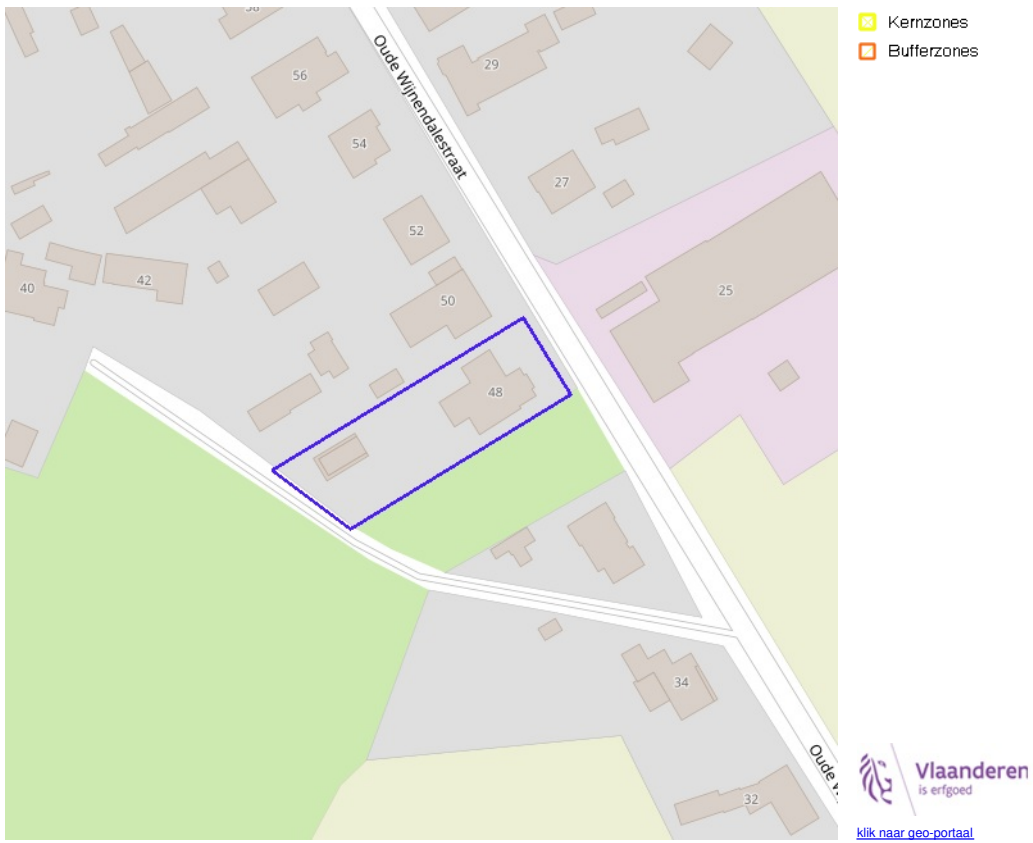 Kernzones
Bufferzones
58
56
29
Oude Wijnendalestraat
54
27
52
42
40
50
25
48
34
Oude W
32
Vlaanderen
is erfgoed
klik naar geo-portaal